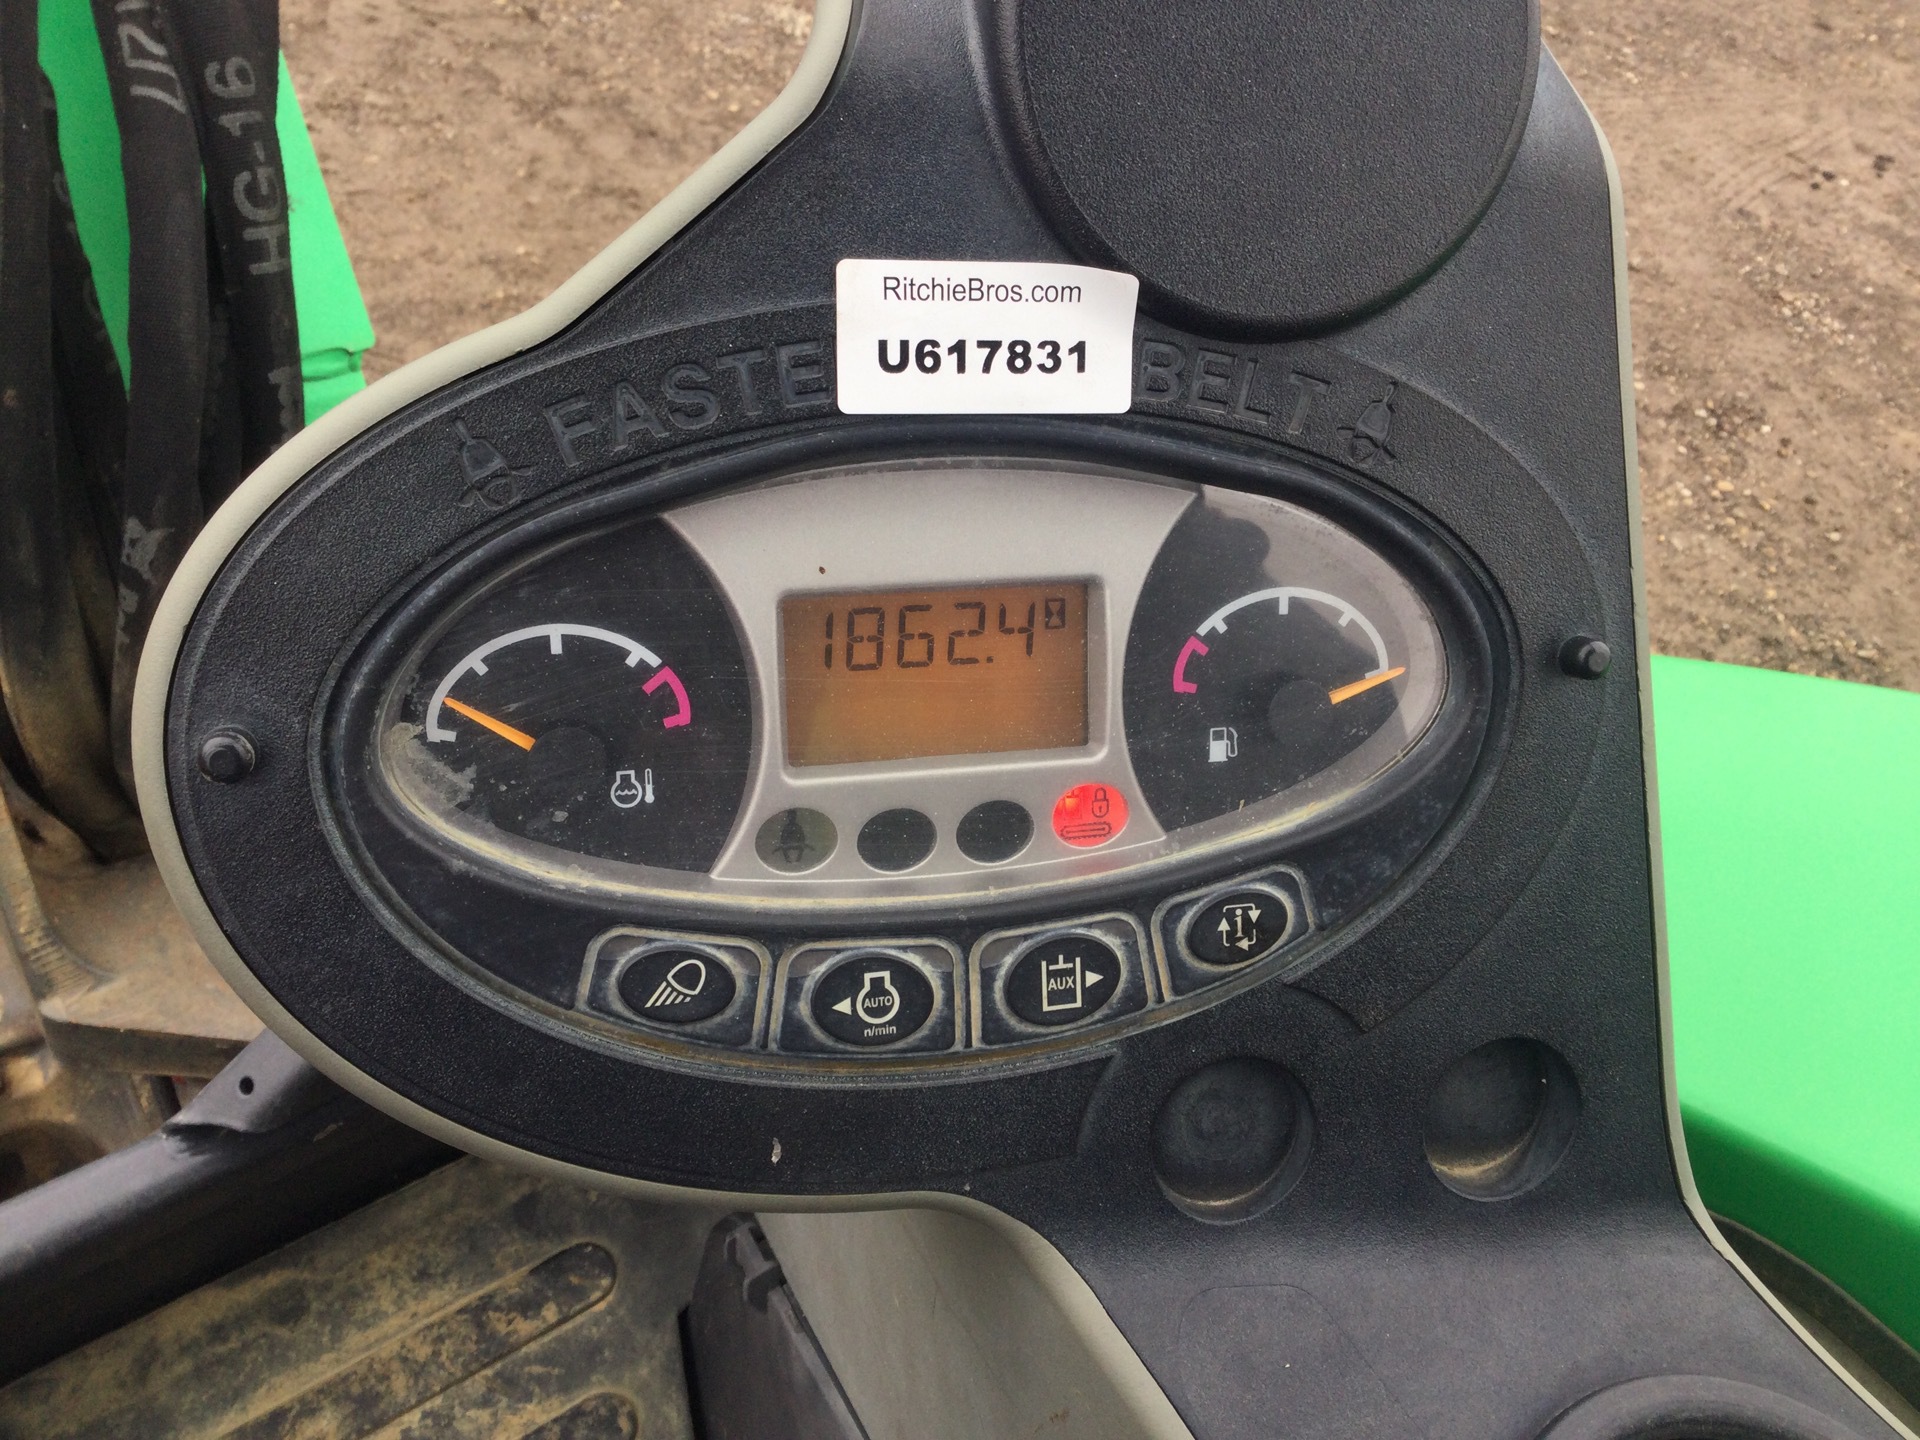 HG-16
RitchieBros.com
U617831
FASTE BELT
1862.4
AUTO
n/min
AUX
i